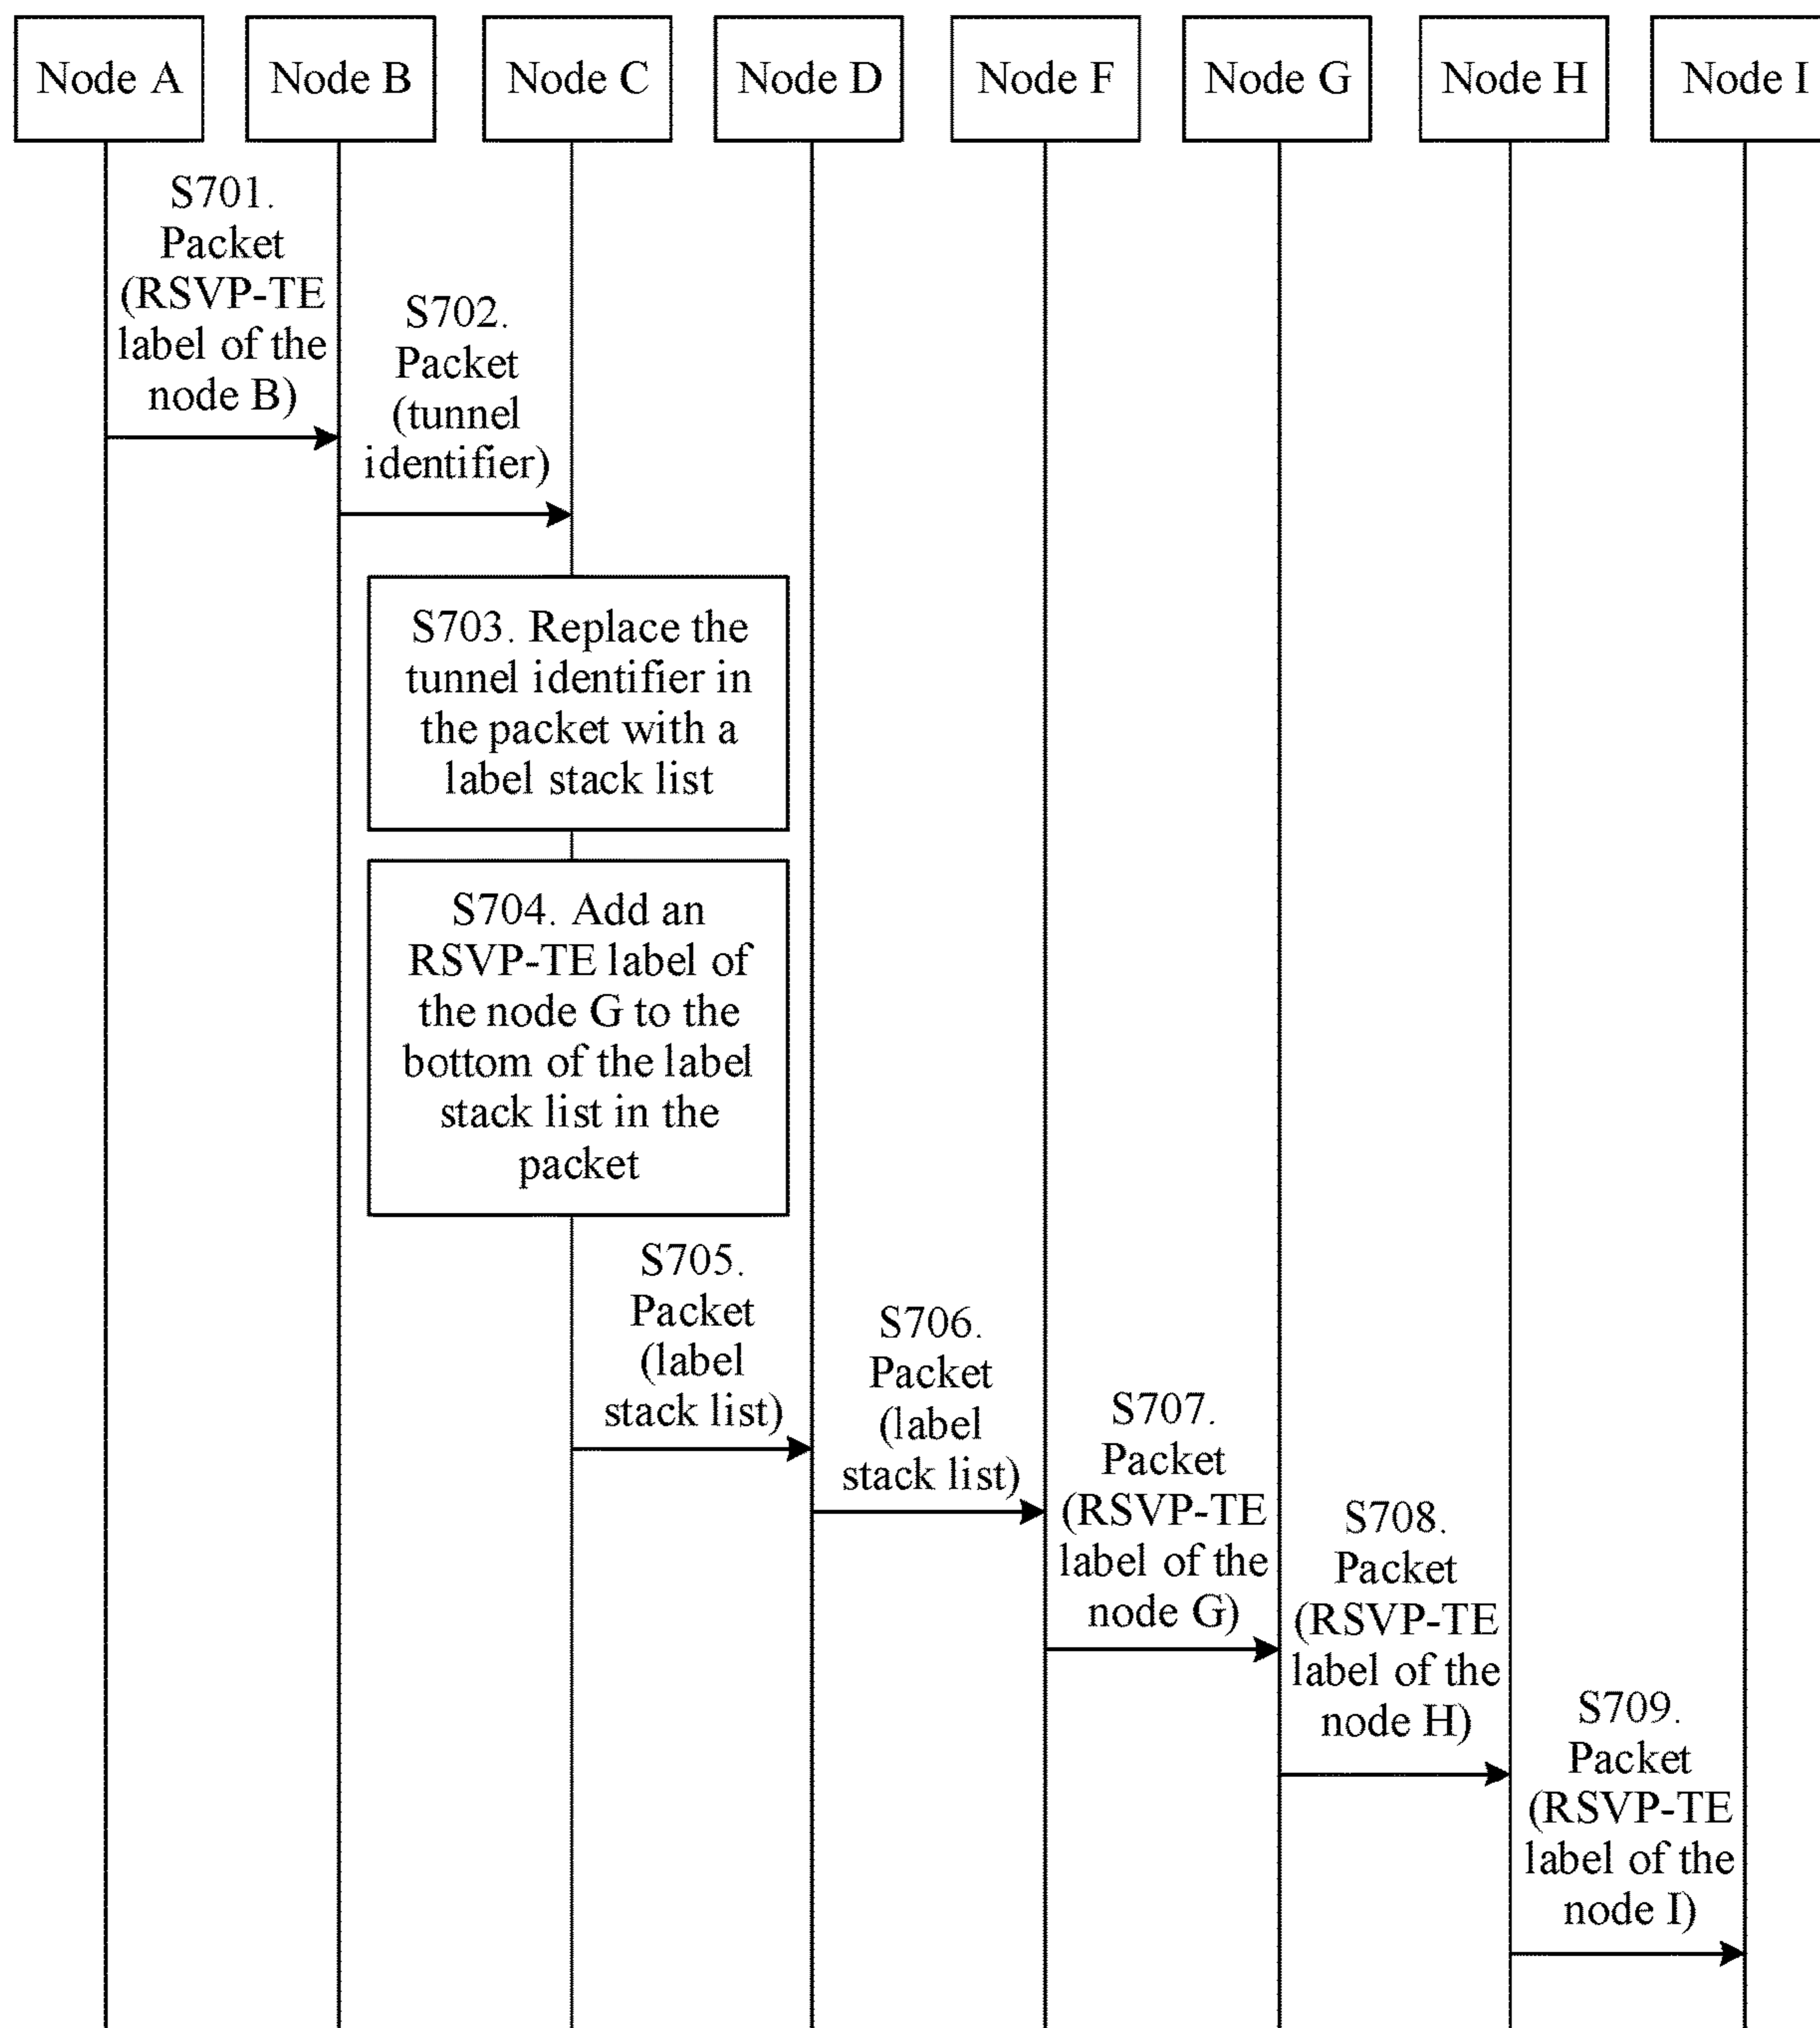 Node A
Node B
Node C
Node D
Node F
Node G
Node H
Node I
S701.
Packet
(RSVP-TE
label of the
node B)
S702.
Packet
(tunnel
identifier)
S703. Replace the
tunnel identifier in
the packet with a
label stack list
S704. Add an
RSVP-TE label of
the node G to the
bottom of the label
stack list in the
packet
S705.
Packet
(label
stack list)
S706.
Packet
(label
stack list)
S707.
Packet
(RSVP-TE
label of the
node G)
S708.
Packet
(RSVP-TE
label of the
node H)
S709.
Packet
(RSVP-TE
label of the
node I)